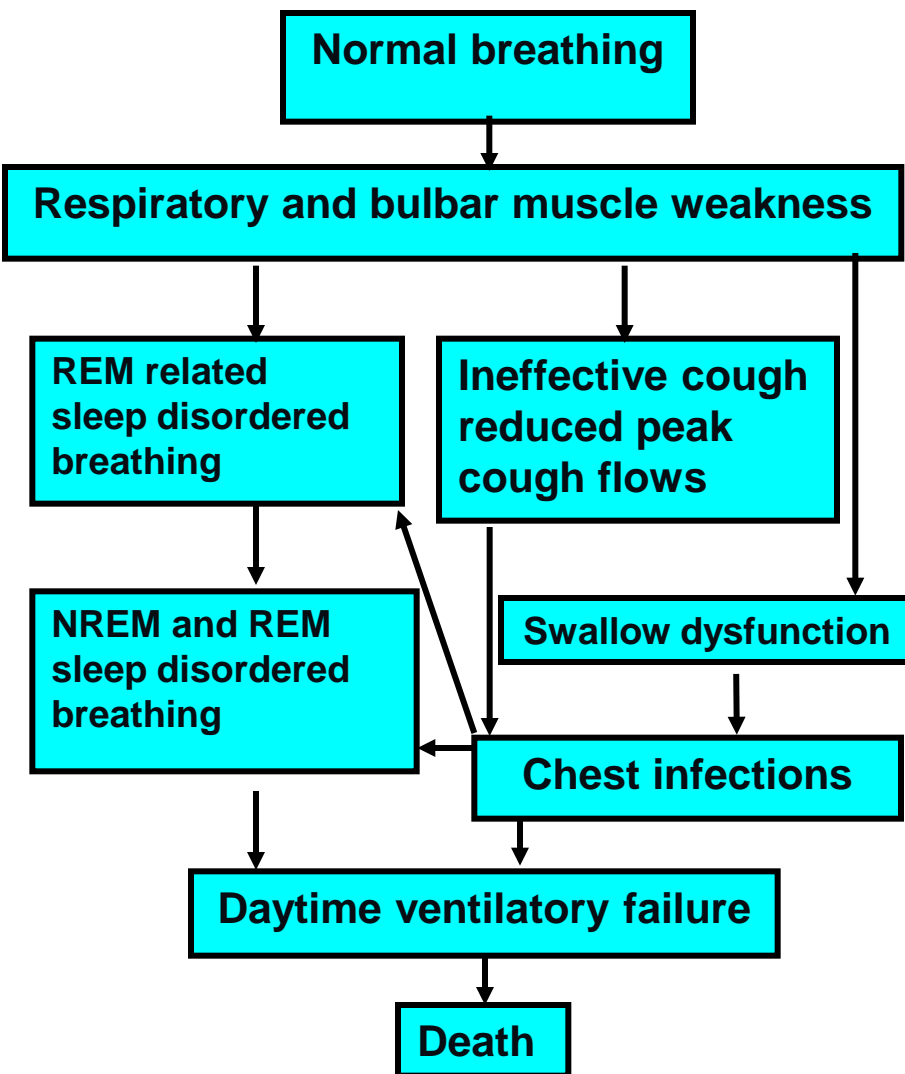 Normal breathing
Respiratory and bulbar muscle weakness
REM related
sleep disordered
breathing
Ineffective cough
reduced peak
cough flows
NREM and REM
sleep disordered
breathing
Swallow dysfunction
Chest infections
Daytime ventilatory failure
Death